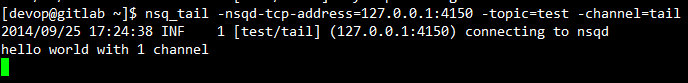 [devop@gitlab ~]$ nsq_tail -nsqd-tcp-address=127.0.0.1:4150 -topic=test -channel=tail
2014/09/25 17:24:38 INF    1 [test/tail] (127.0.0.1:4150) connecting to nsqd
hello world with 1 channel